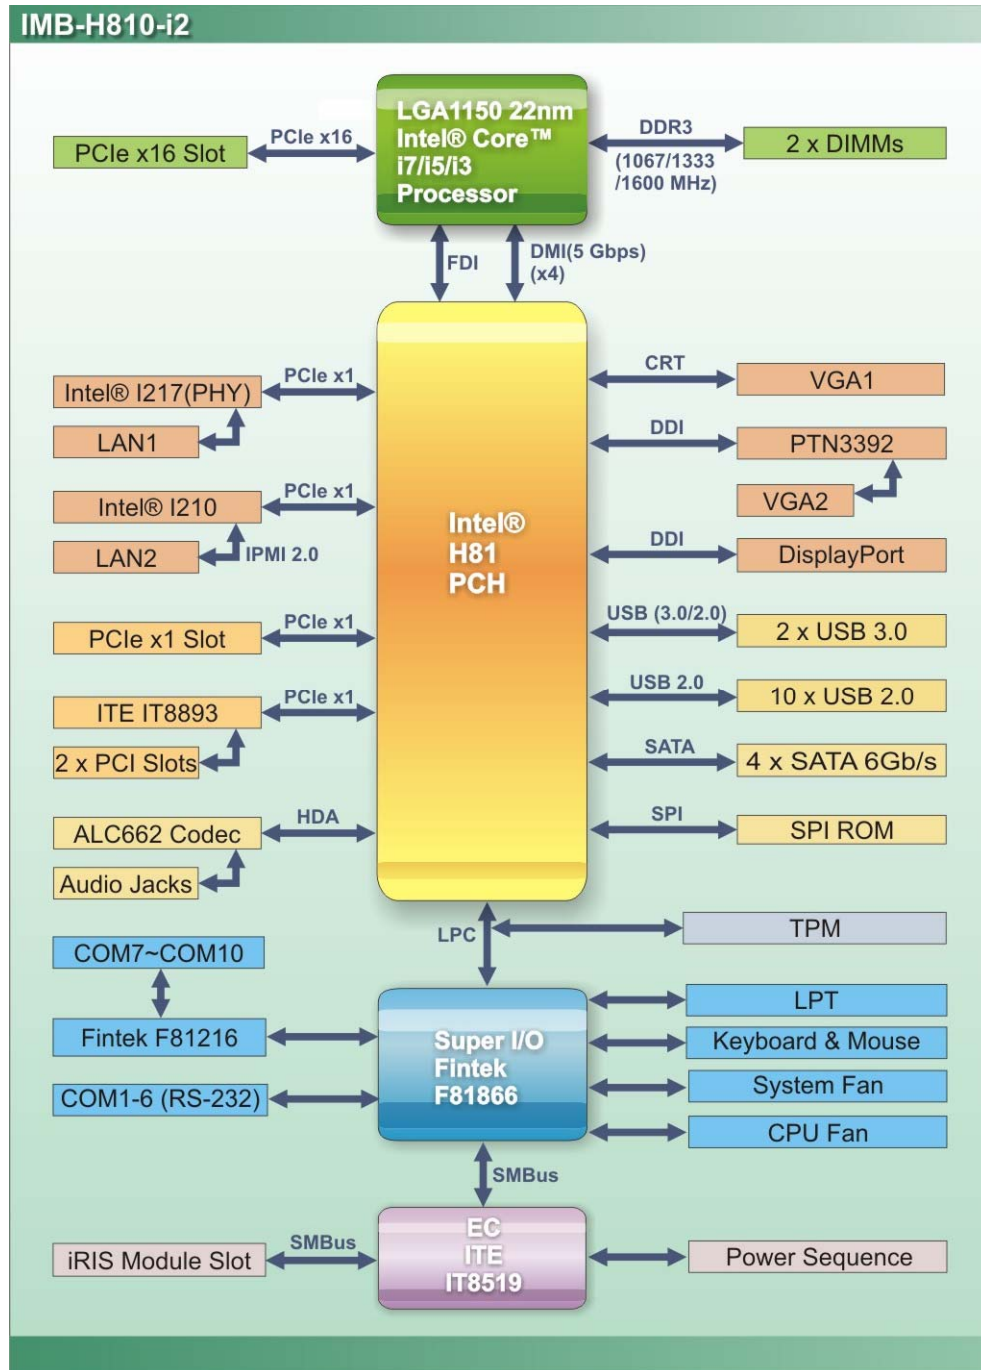 IMB-H810-i2
LGA1150 22nm
Intel® Core™
i7/i5/i3
Processor
PCIe x16 Slot
PCIe x16
DDR3
(1067/1333
/1600 MHz)
2 x DIMMs
FDI
DMI(5 Gbps)
(x4)
Intel®
H81
PCH
Intel® I217(PHY)
PCIe x1
LAN1
Intel® I210
PCIe x1
LAN2
IPMI 2.0
PCIe x1 Slot
PCIe x1
ITE IT8893
PCIe x1
2 x PCI Slots
ALC662 Codec
HDA
Audio Jacks
CRT
VGA1
DDI
PTN3392
VGA2
DDI
DisplayPort
USB (3.0/2.0)
2 x USB 3.0
USB 2.0
10 x USB 2.0
SATA
4 x SATA 6Gb/s
SPI
SPI ROM
LPC
TPM
COM7~COM10
Fintek F81216
COM1-6 (RS-232)
Super I/O
Fintek
F81866
LPT
Keyboard & Mouse
System Fan
CPU Fan
SMBus
iRIS Module Slot
SMBus
EC
ITE
IT8519
Power Sequence